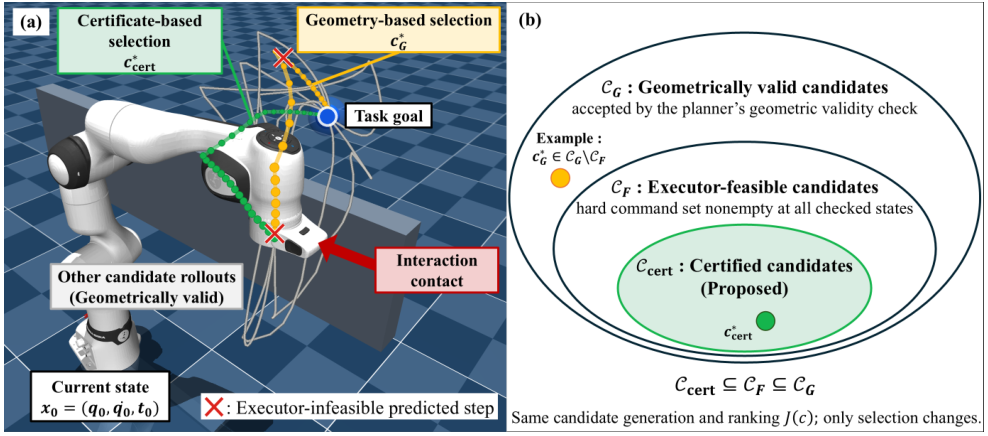 (a)
Certificate-based
selection
c*cert
Geometry-based selection
c*G
Task goal
Interaction
contact
Other candidate rollouts
(Geometrically valid)
Current state
x₀ = (q₀, q̇₀, t₀)
: Executor-infeasible predicted step
(b)
𝒞G : Geometrically valid candidates
accepted by the planner's geometric validity check
Example :
c*G ∈ 𝒞G\𝒞F
𝒞F : Executor-feasible candidates
hard command set nonempty at all checked states
𝒞cert : Certified candidates
(Proposed)
c*cert
𝒞cert ⊆ 𝒞F ⊆ 𝒞G
Same candidate generation and ranking J(c); only selection changes.